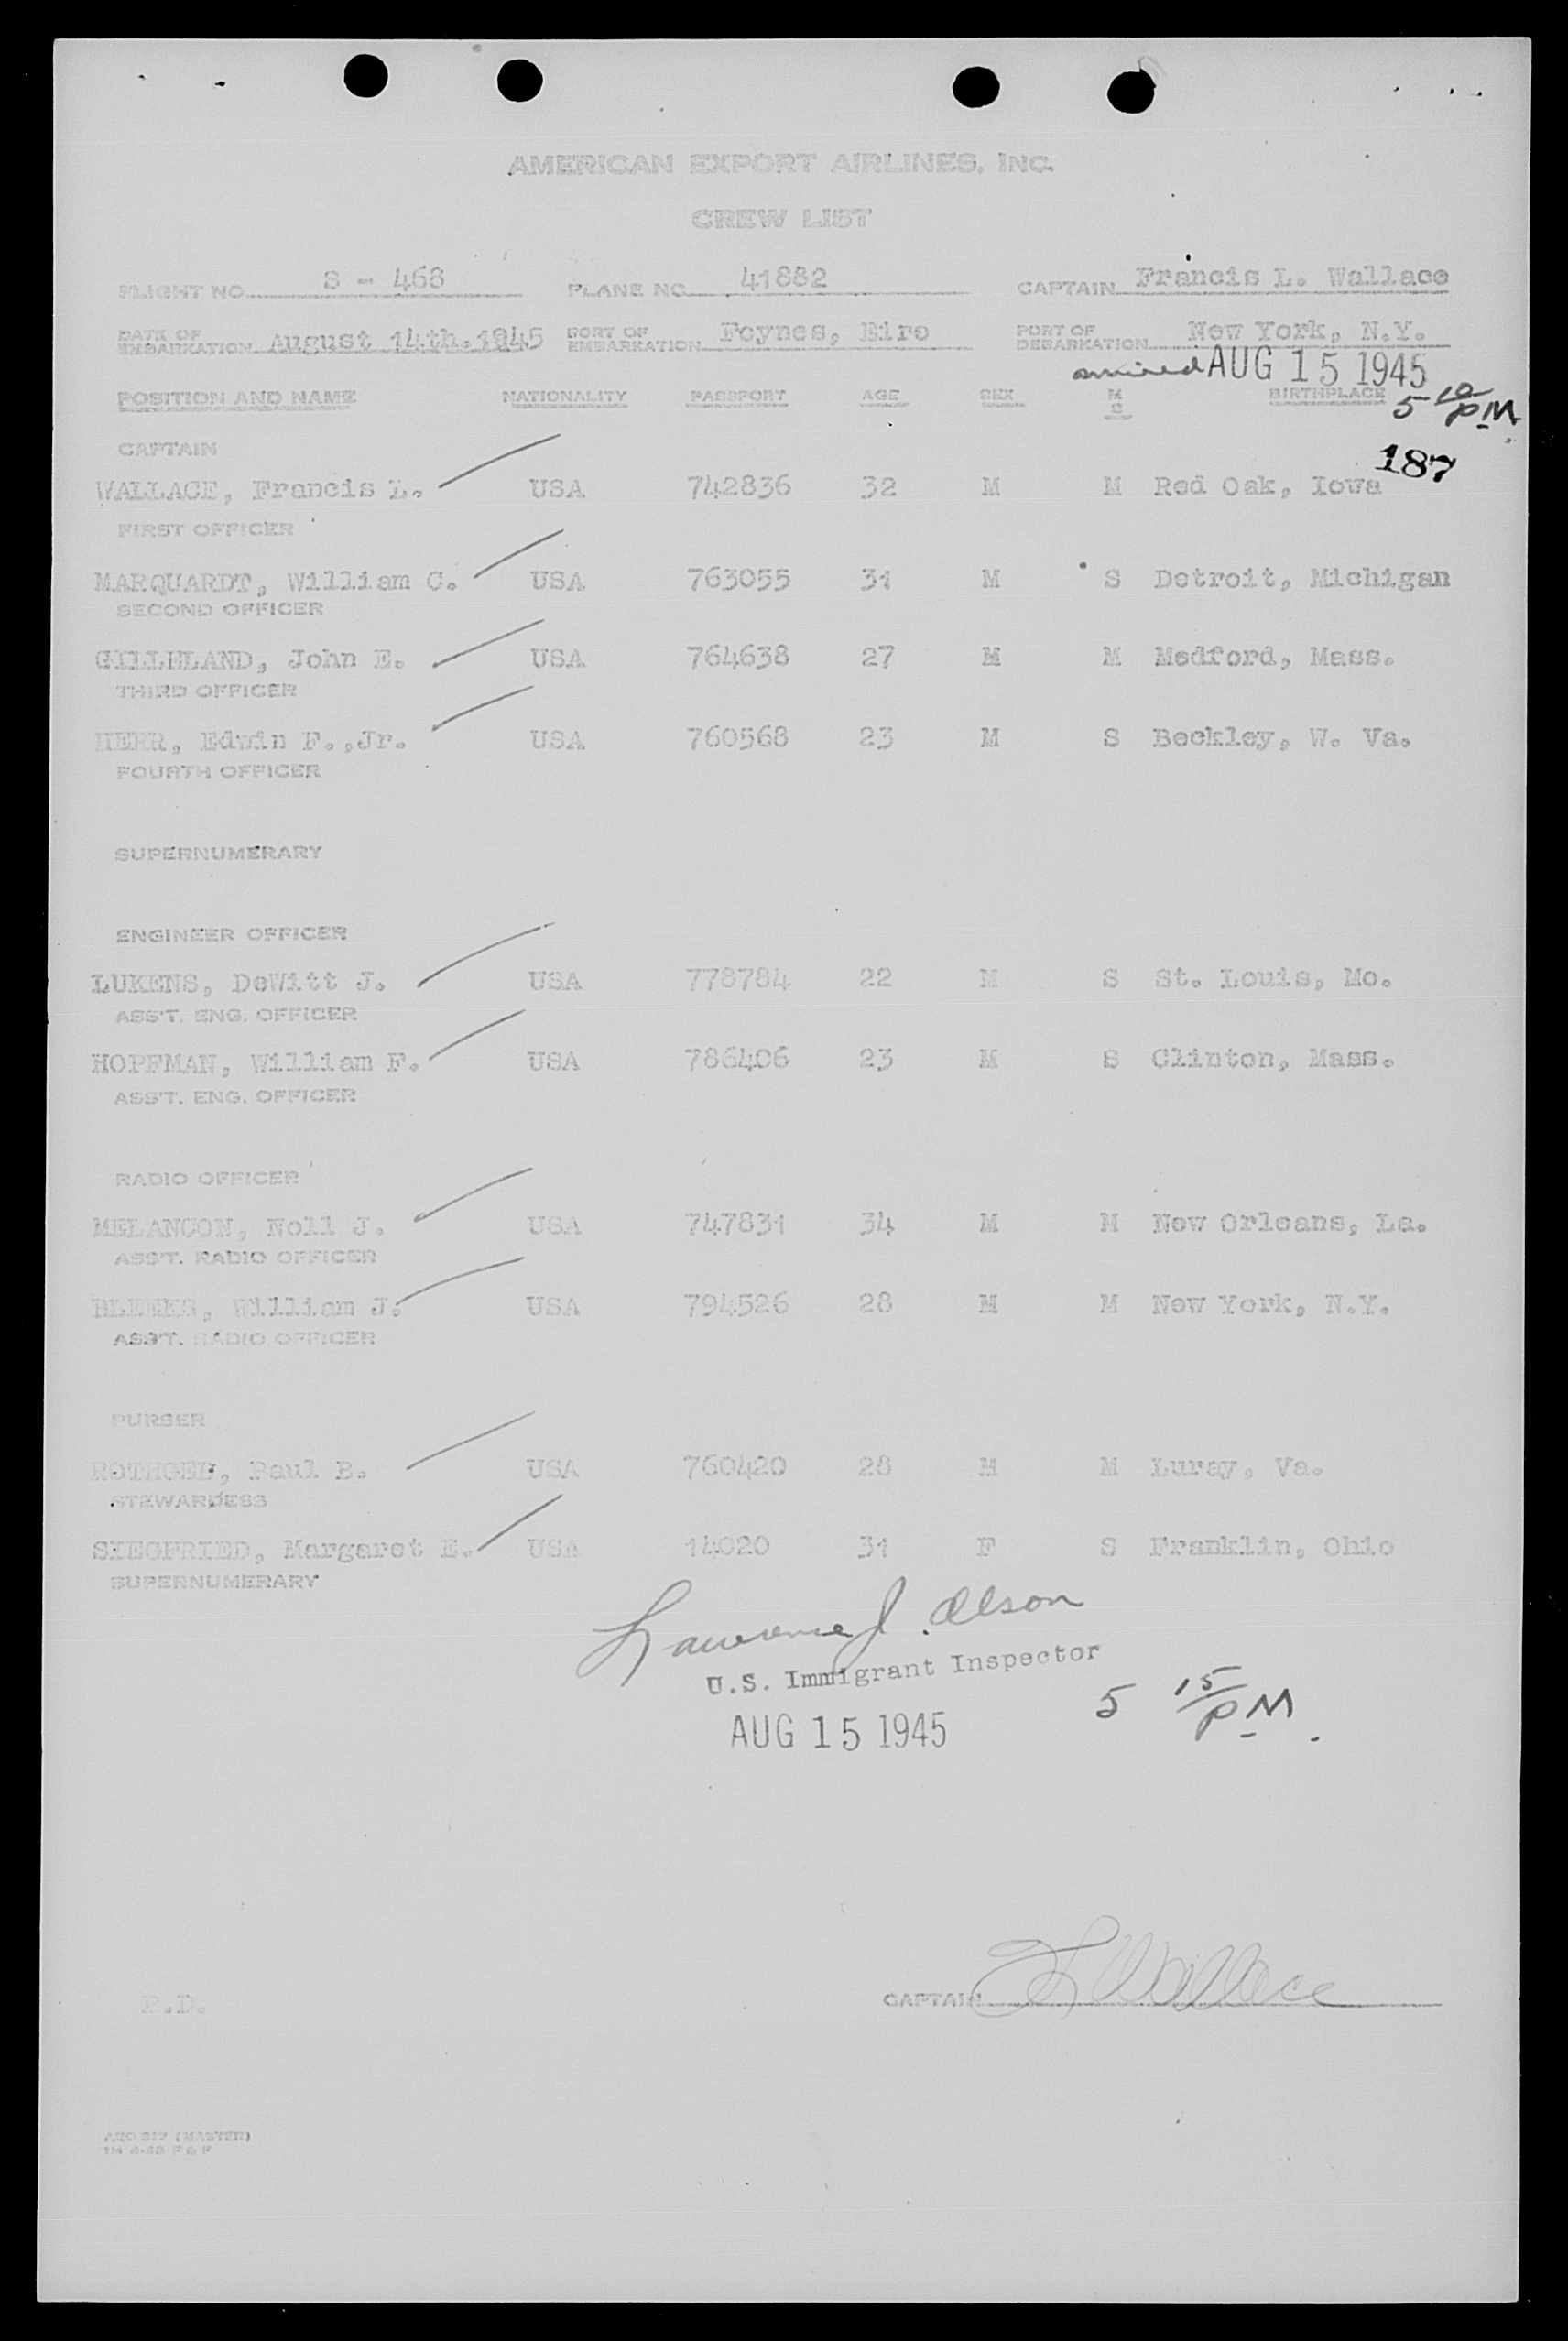 AMERICAN EXPORT AIRLINES, INC.
CREW LIST
FLIGHT NO. S - 468 PLANE NO. 41882 CAPTAIN Francis L. Wallace
DATE OF EMBARKATION August 14th.1945 PORT OF EMBARKATION Foynes, Eire PORT OF DEBARKATION New York, N.Y.
arrived AUG 15 1945
POSITION AND NAME NATIONALITY PASSPORT AGE SEX M S BIRTHPLACE 5 10 PM
CAPTAIN
187
WALLACE, Francis L. USA 742836 32 M M Red Oak, Iowa
FIRST OFFICER
MARQUARDT, William C. USA 763055 31 M S Detroit, Michigan
SECOND OFFICER
GILLELAND, John E. USA 764638 27 M M Medford, Mass.
THIRD OFFICER
HERR, Edwin F.,Jr. USA 760568 23 M S Beckley, W. Va.
FOURTH OFFICER
SUPERNUMERARY
ENGINEER OFFICER
LUKENS, DeWitt J. USA 778784 22 M S St. Louis, Mo.
ASS'T. ENG. OFFICER
HOFFMAN, William F. USA 786406 23 M S Clinton, Mass.
ASS'T. ENG. OFFICER
RADIO OFFICER
MELANCON, Noll J. USA 747831 34 M M New Orleans, La.
ASS'T. RADIO OFFICER
William J. USA 794526 28 M M New York, N.Y.
ASS'T. RADIO OFFICER
PURSER
Paul B. USA 760420 28 M M Luray, Va.
STEWARDESS
SIEGFRIED, Margaret E. USA 14020 31 F S Franklin, Ohio
SUPERNUMERARY
Lawrence J. Olson
U.S. Immigrant Inspector
AUG 15 1945 5 15 PM.
CAPTAIN F L Wallace
P.D.
(MASTER)